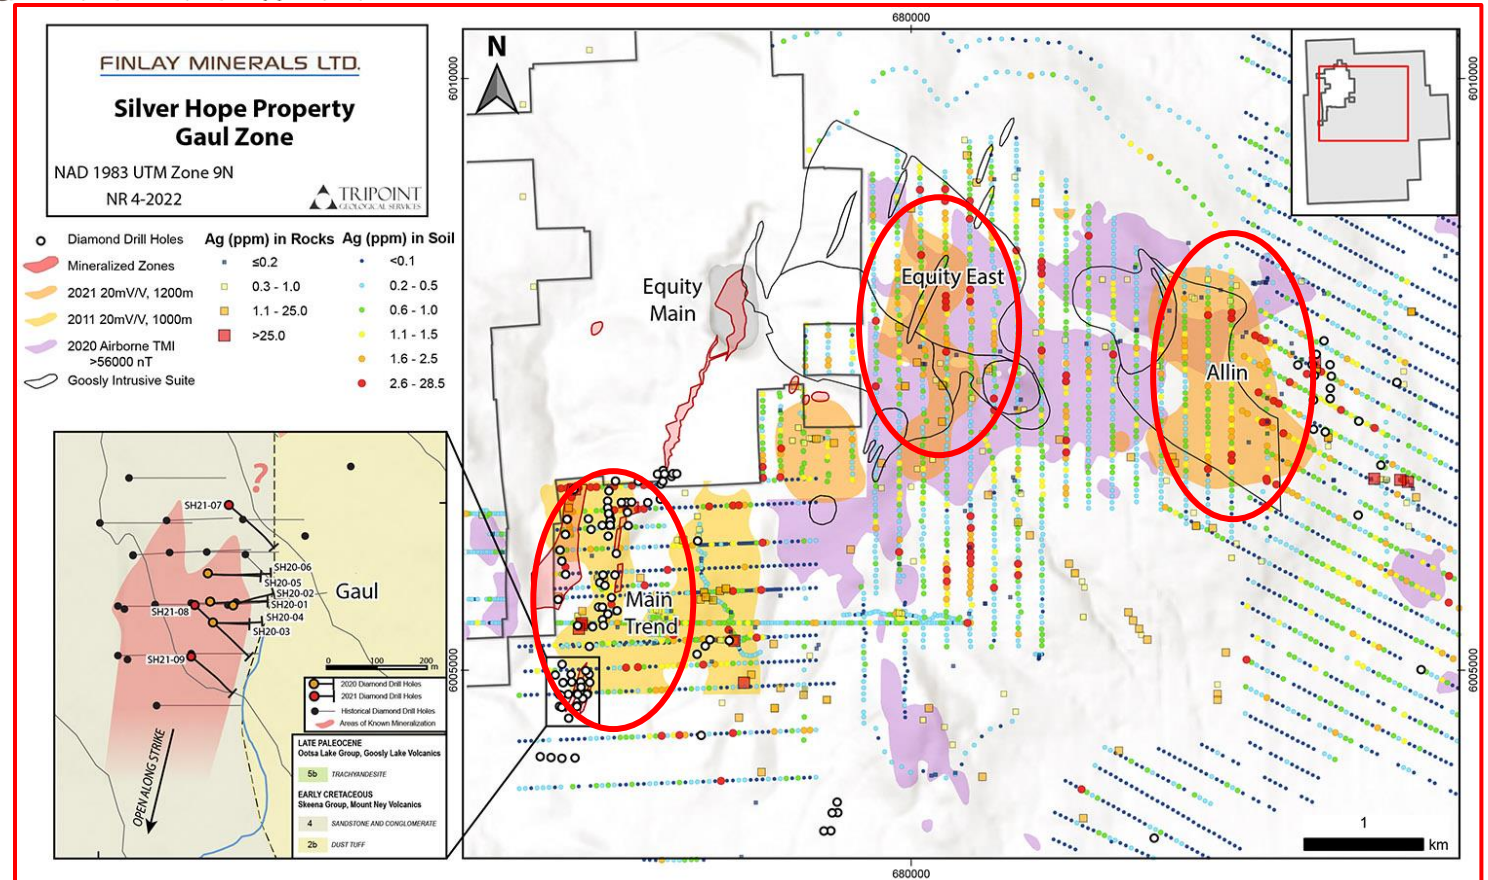 FINLAY MINERALS LTD.
Silver Hope Property
Gaul Zone
NAD 1983 UTM Zone 9N
NR 4-2022
TRIPOINT
GEOLOGICAL SERVICES
Diamond Drill Holes
Mineralized Zones
2021 20mV/V, 1200m
2011 20mV/V, 1000m
2020 Airborne TMI
>56000 nT
Goosly Intrusive Suite
Ag (ppm) in Rocks
≤0.2
0.3 - 1.0
1.1 - 25.0
>25.0
Ag (ppm) in Soil
<0.1
0.2 - 0.5
0.6 - 1.0
1.1 - 1.5
1.6 - 2.5
2.6 - 28.5
?
SH21-07
SH20-06
SH20-05
SH20-02
SH20-01
SH20-04
SH20-03
SH21-08
SH21-09
Gaul
OPEN ALONG STRIKE
0 100 200 m
2020 Diamond Drill Holes
2021 Diamond Drill Holes
Historical Diamond Drill Holes
Areas of Known Mineralization
LATE PALEOCENE
Ootsa Lake Group, Goosly Lake Volcanics
5b TRACHYANDESITE
EARLY CRETACEOUS
Skeena Group, Mount Ney Volcanics
4 SANDSTONE AND CONGLOMERATE
2b DUST TUFF
680000
N
6010000
6010000
Equity
Main
Equity East
Allin
Main
Trend
6005000
6005000
1
km
680000